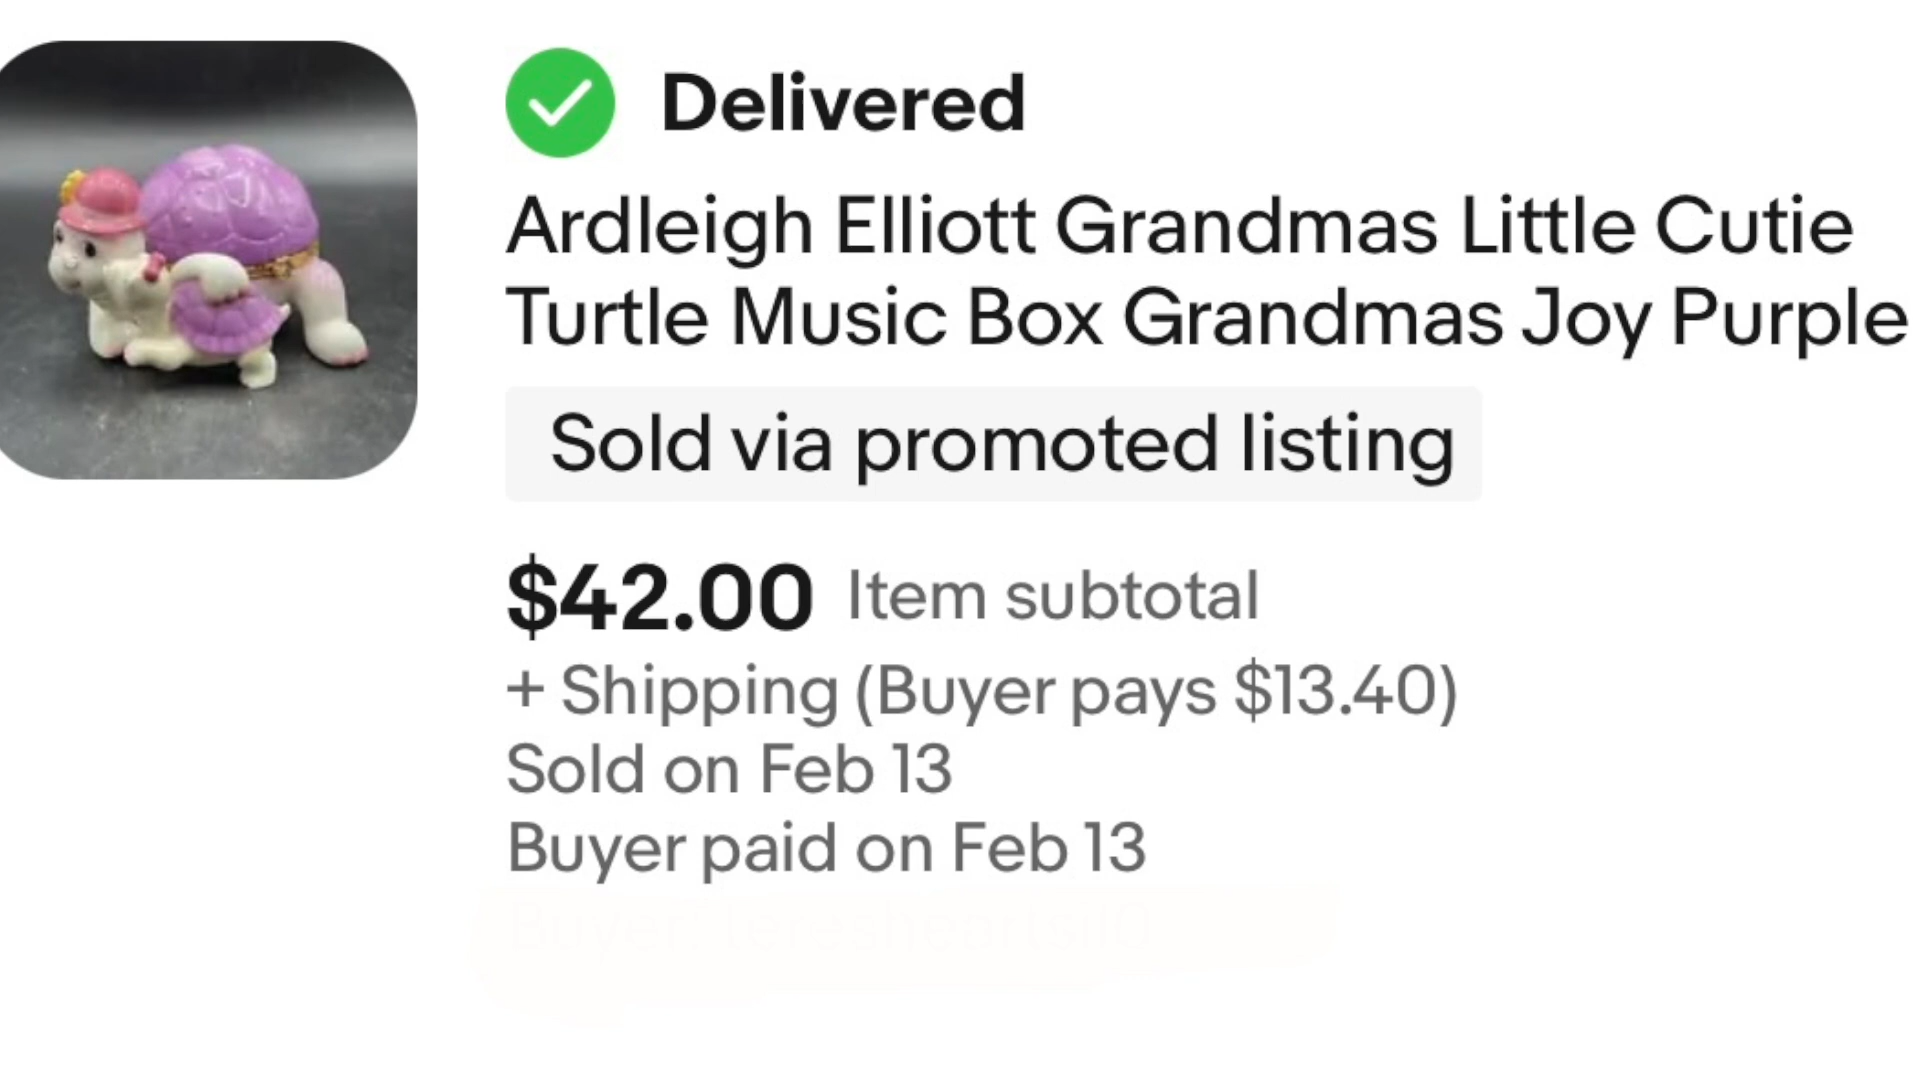 Delivered
Ardleigh Elliott Grandmas Little Cutie
Turtle Music Box Grandmas Joy Purple
Sold via promoted listing
$42.00 Item subtotal
+ Shipping (Buyer pays $13.40)
Sold on Feb 13
Buyer paid on Feb 13